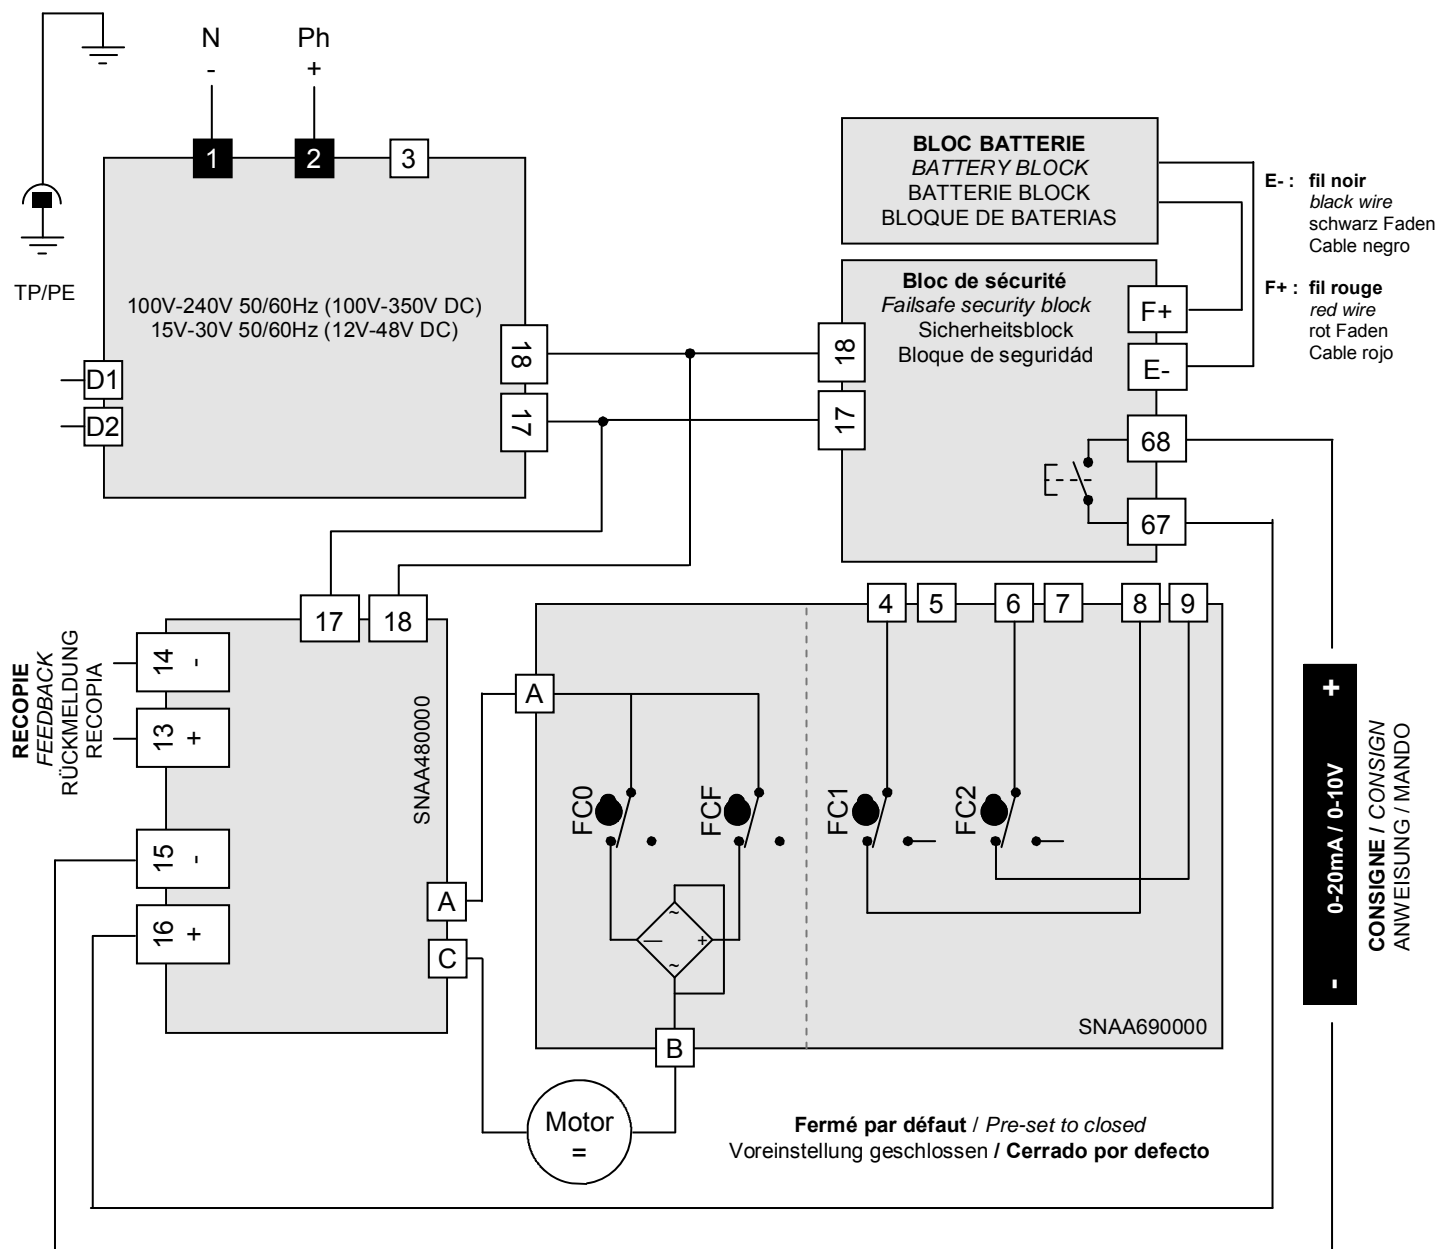 N
-
Ph
+
1
2
3
TP/PE
100V-240V 50/60Hz (100V-350V DC)
15V-30V 50/60Hz (12V-48V DC)
D1
D2
18
17
BLOC BATTERIE
BATTERY BLOCK
BATTERIE BLOCK
BLOQUE DE BATERIAS
E- : fil noir
black wire
schwarz Faden
Cable negro
F+ : fil rouge
red wire
rot Faden
Cable rojo
Bloc de sécurité
Failsafe security block
Sicherheitsblock
Bloque de seguridád
18
17
F+
E-
68
67
17
18
RECOPIE
FEEDBACK
RÜCKMELDUNG
RECOPIA
14 -
13 +
15 -
16 +
SNAA480000
A
C
4
5
6
7
8
9
A
FC0
FCF
FC1
FC2
~
—
+
~
B
SNAA690000
Motor
=
+
0-20mA / 0-10V
-
CONSIGNE / CONSIGN
ANWEISUNG / MANDO
Fermé par défaut / Pre-set to closed
Voreinstellung geschlossen / Cerrado por defecto